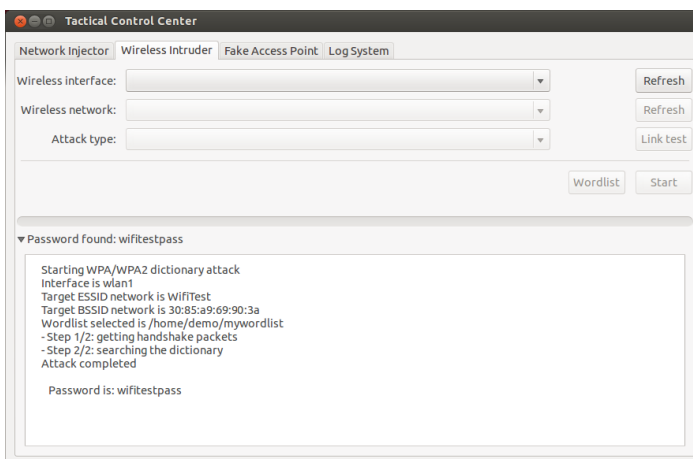 Tactical Control Center
Network Injector Wireless Intruder Fake Access Point Log System
Wireless interface: Refresh
Wireless network: Refresh
Attack type: Link test
Wordlist Start
Password found: wifitestpass
Starting WPA/WPA2 dictionary attack
Interface is wlan1
Target ESSID network is WifiTest
Target BSSID network is 30:85:a9:69:90:3a
Wordlist selected is /home/demo/mywordlist
- Step 1/2: getting handshake packets
- Step 2/2: searching the dictionary
Attack completed
Password is: wifitestpass